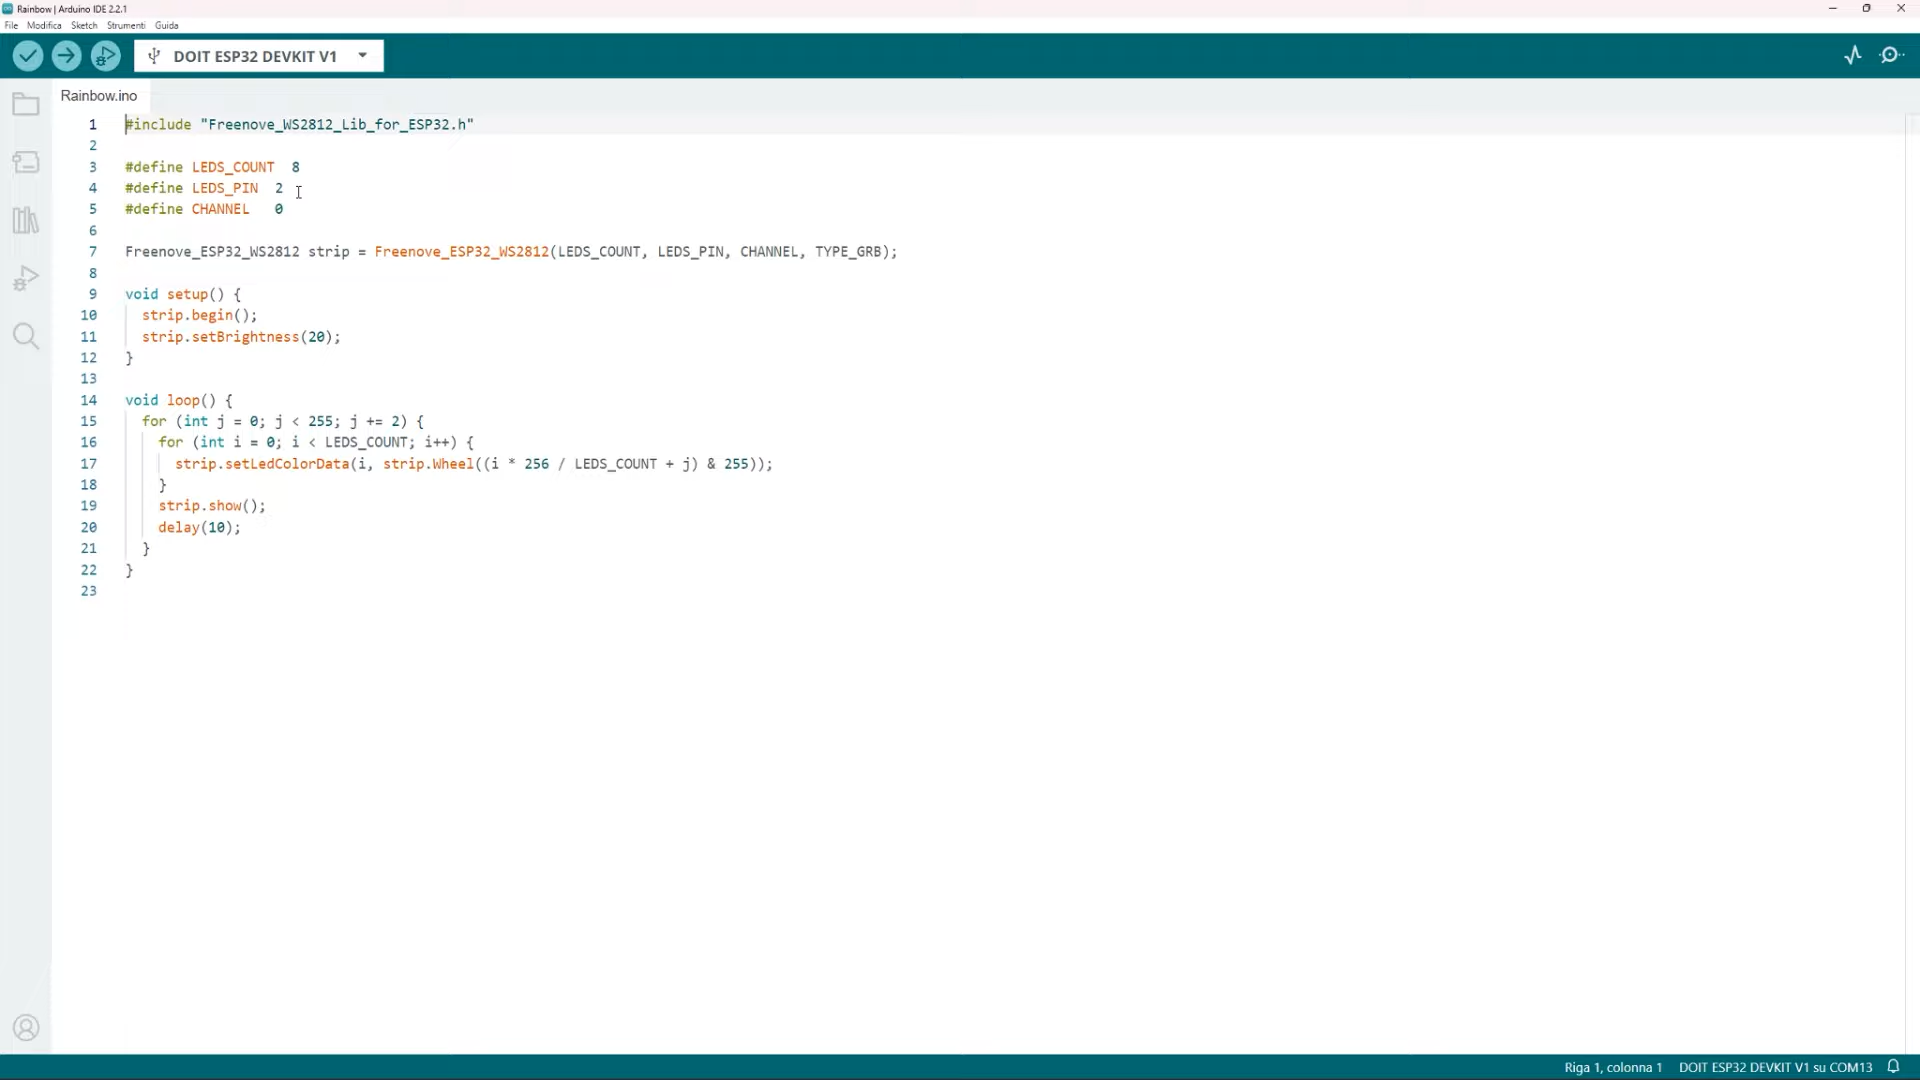 Rainbow | Arduino IDE 2.2.1
File Modifica Sketch Strumenti Guida
DOIT ESP32 DEVKIT V1
Rainbow.ino
1 #include "Freenove_WS2812_Lib_for_ESP32.h"
2
3 #define LEDS_COUNT  8
4 #define LEDS_PIN  2
5 #define CHANNEL   0
6
7 Freenove_ESP32_WS2812 strip = Freenove_ESP32_WS2812(LEDS_COUNT, LEDS_PIN, CHANNEL, TYPE_GRB);
8
9 void setup() {
10   strip.begin();
11   strip.setBrightness(20);
12 }
13
14 void loop() {
15   for (int j = 0; j < 255; j += 2) {
16     for (int i = 0; i < LEDS_COUNT; i++) {
17       strip.setLedColorData(i, strip.Wheel((i * 256 / LEDS_COUNT + j) & 255));
18     }
19     strip.show();
20     delay(10);
21   }
22 }
23
Riga 1, colonna 1 DOIT ESP32 DEVKIT V1 su COM13